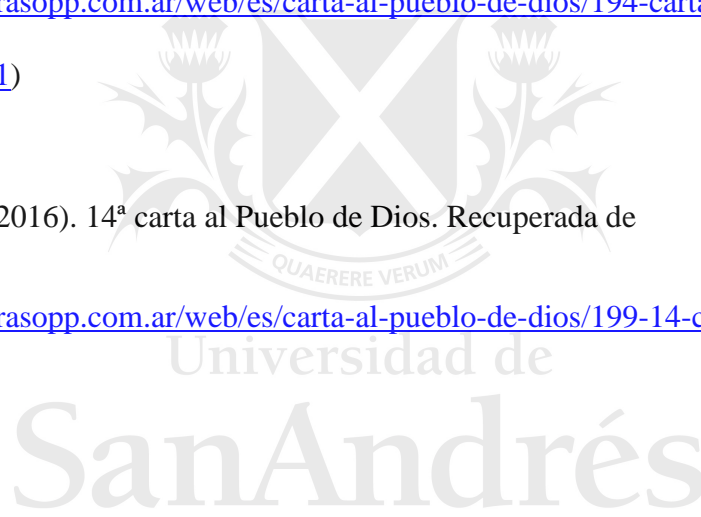 rasopp.com.ar/web/es/carta-al-pueblo-de-dios/194-carta
1)
2016). 14ª carta al Pueblo de Dios. Recuperada de
QUAERERE VERUM
rasopp.com.ar/web/es/carta-al-pueblo-de-dios/199-14-c
Universidad de
SanAndrés